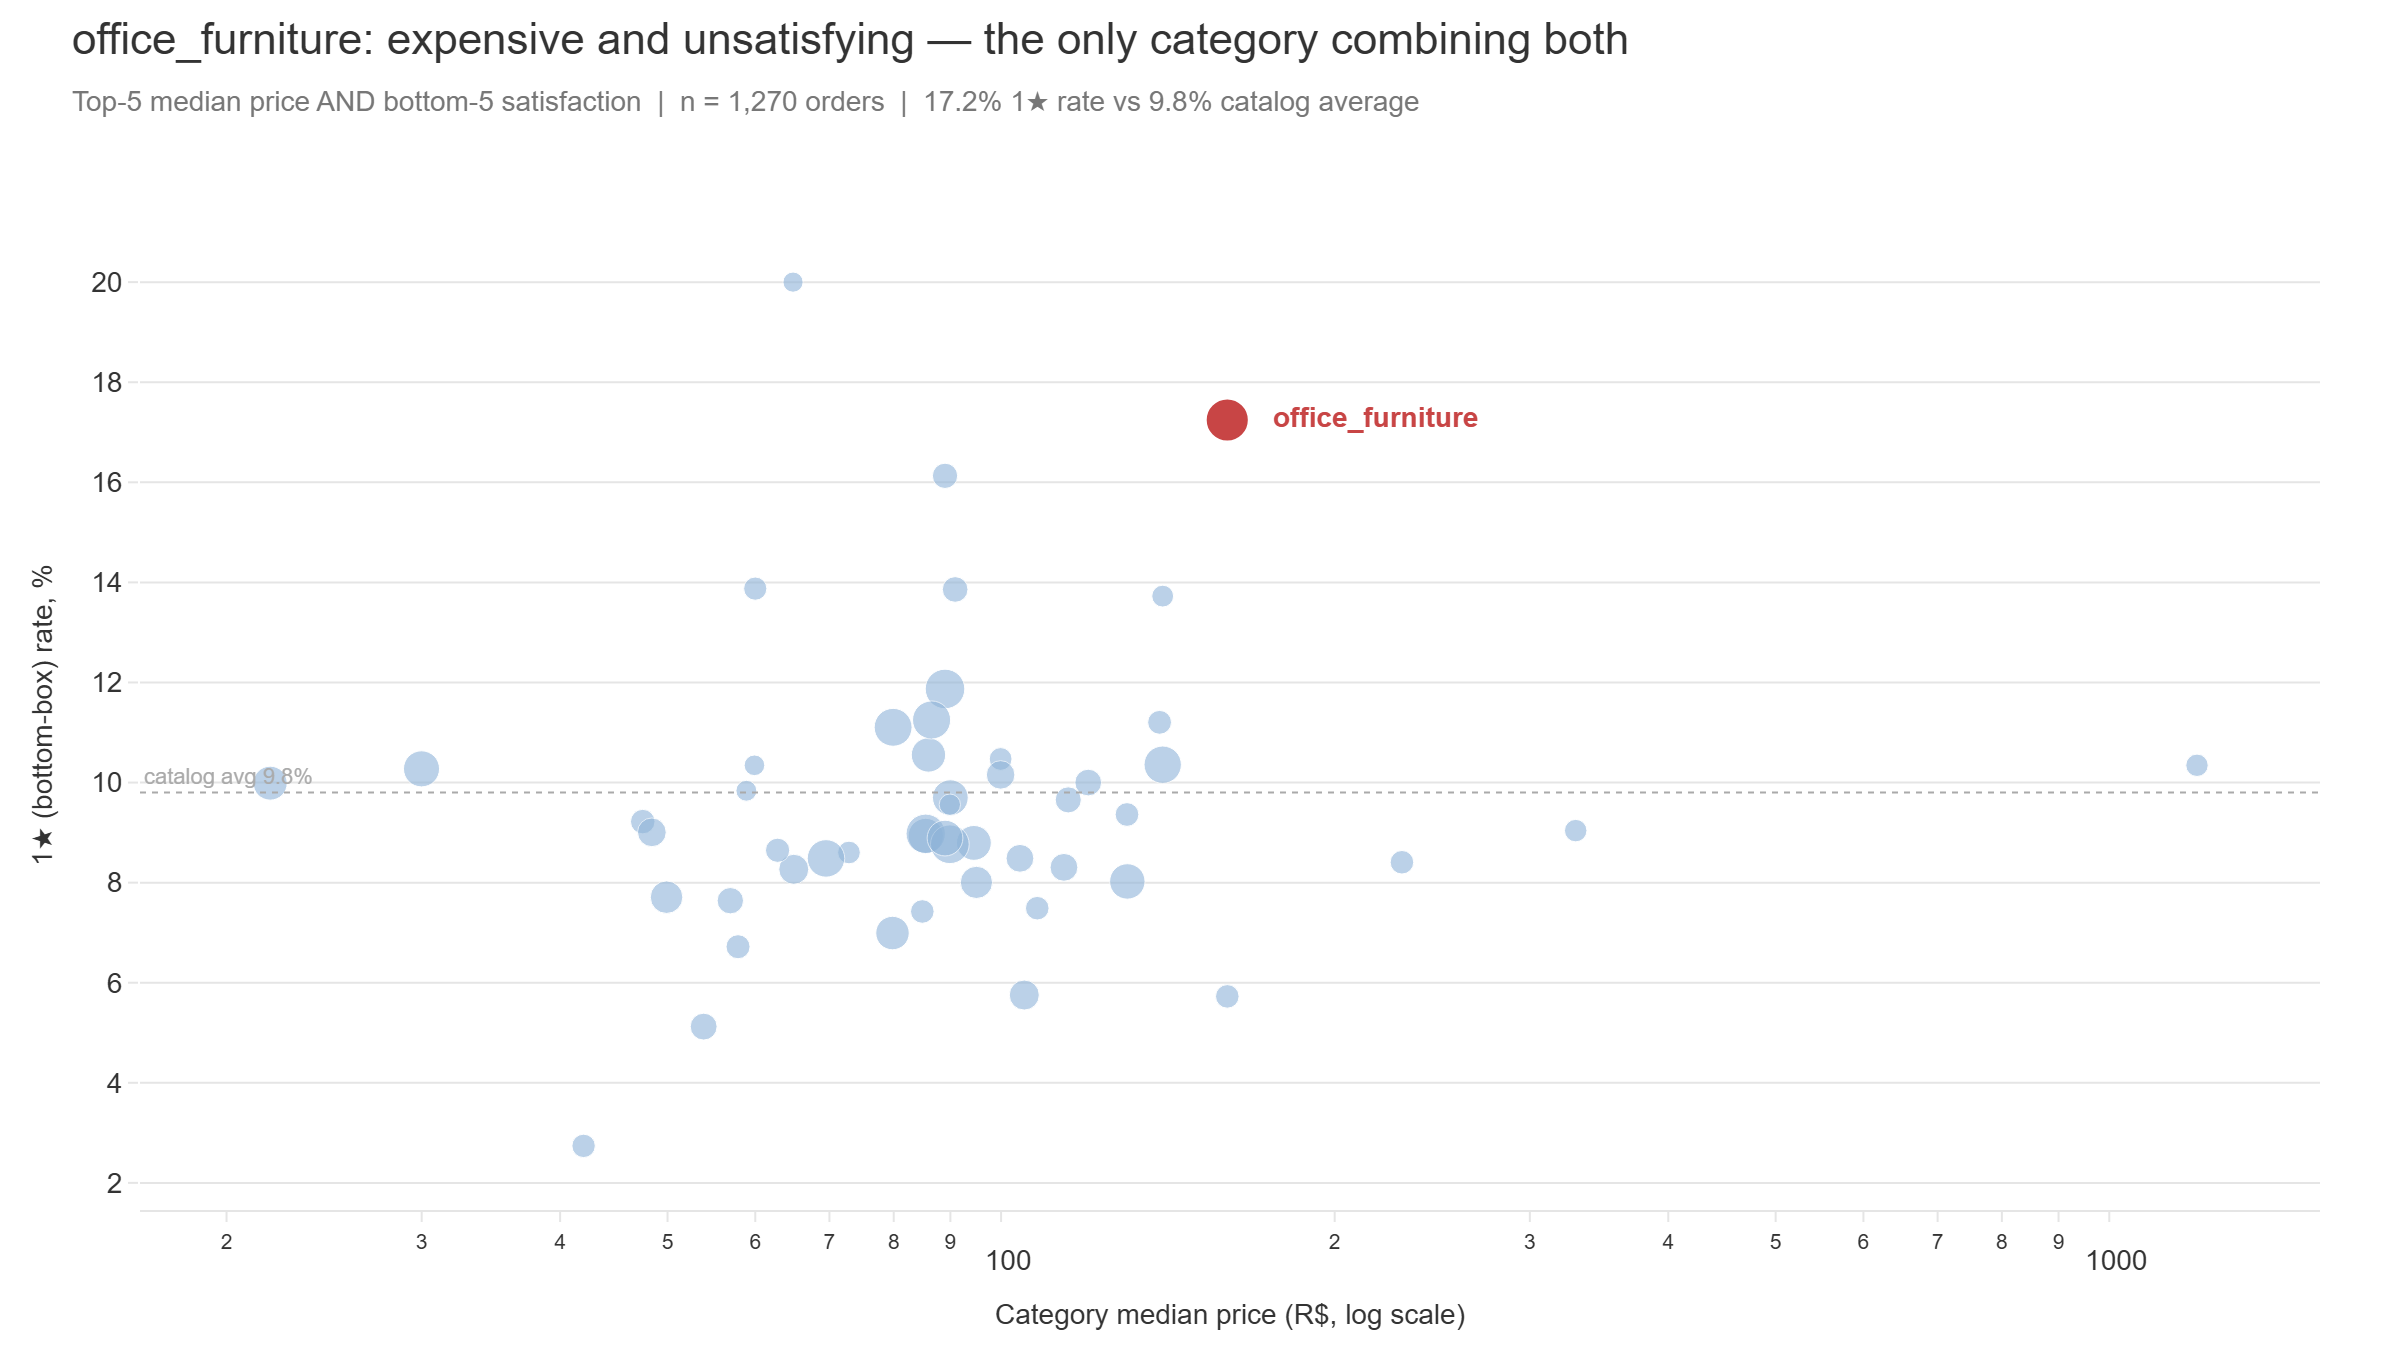 office_furniture: expensive and unsatisfying — the only category combining both
Top-5 median price AND bottom-5 satisfaction | n = 1,270 orders | 17.2% 1★ rate vs 9.8% catalog average
20
18
office_furniture
16
14
12
catalog avg 9.8%
10
8
6
4
2
1★ (bottom-box) rate, %
2 3 4 5 6 7 8 9 100 2 3 4 5 6 7 8 9 1000
Category median price (R$, log scale)